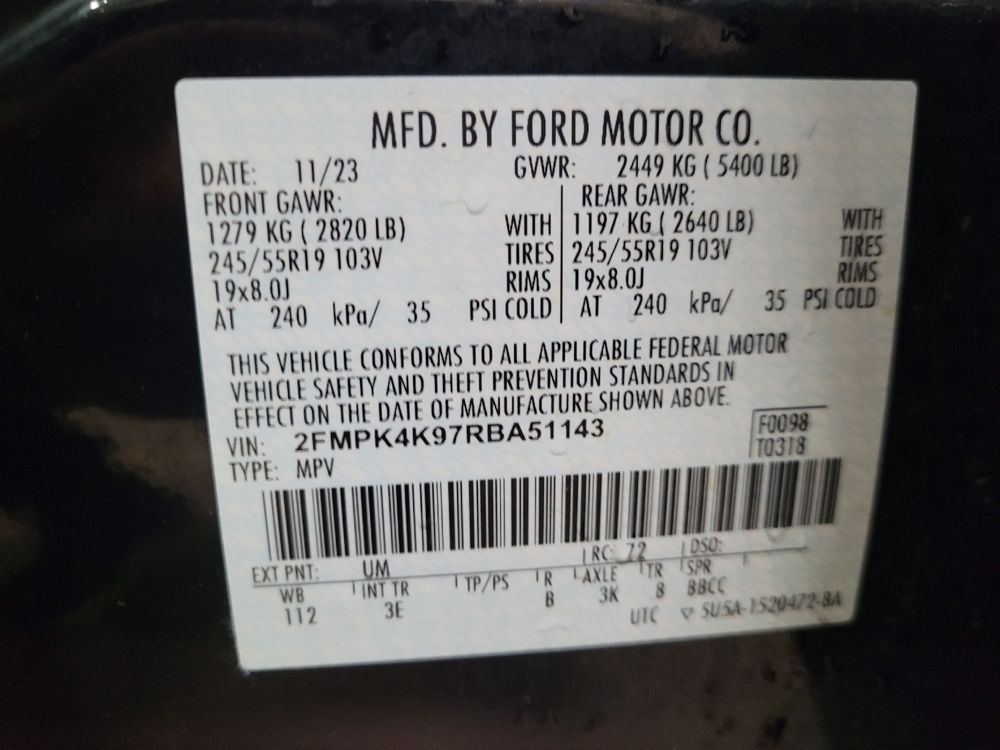 MFD. BY FORD MOTOR CO.
DATE: 11/23 GVWR: 2449 KG ( 5400 LB)
FRONT GAWR: REAR GAWR:
1279 KG ( 2820 LB) WITH 1197 KG ( 2640 LB) WITH
245/55R19 103V TIRES 245/55R19 103V TIRES
19x8.0J RIMS 19x8.0J RIMS
AT 240 kPa/ 35 PSI COLD AT 240 kPa/ 35 PSI COLD
THIS VEHICLE CONFORMS TO ALL APPLICABLE FEDERAL MOTOR
VEHICLE SAFETY AND THEFT PREVENTION STANDARDS IN
EFFECT ON THE DATE OF MANUFACTURE SHOWN ABOVE.
VIN: 2FMPK4K97RBA51143 F0098
TYPE: MPV T0318
EXT PNT: UM RC: 72 DSO:
WB INT TR TP/PS R AXLE TR SPR
112 3E B 3K 8 BBCC
UTC ▽ 5U5A-1520472-BA